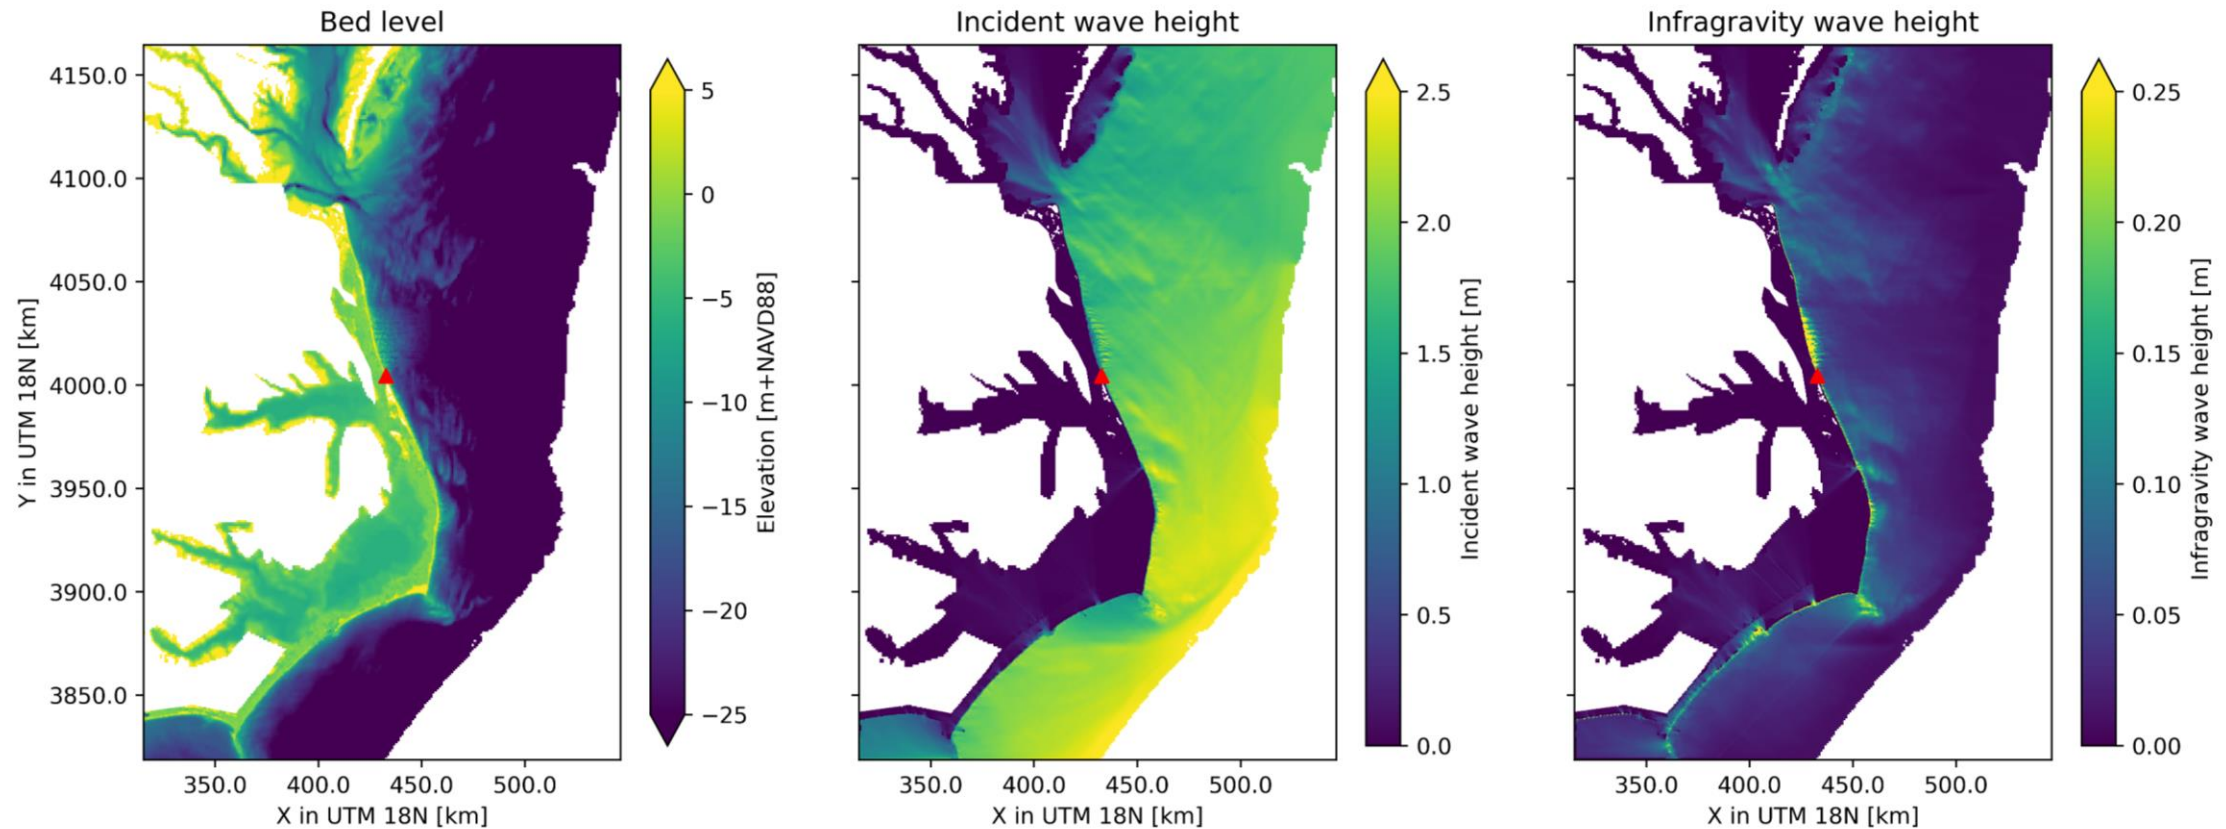 Bed level
Incident wave height
Infragravity wave height
4150.0
4100.0
4050.0
4000.0
3950.0
3900.0
3850.0
Y in UTM 18N [km]
350.0 400.0 450.0 500.0
X in UTM 18N [km]
5
0
−5
−10
−15
−20
−25
Elevation [m+NAVD88]
350.0 400.0 450.0 500.0
X in UTM 18N [km]
2.5
2.0
1.5
1.0
0.5
0.0
Incident wave height [m]
350.0 400.0 450.0 500.0
X in UTM 18N [km]
0.25
0.20
0.15
0.10
0.05
0.00
Infragravity wave height [m]